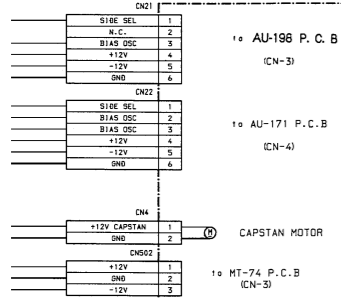 CN21
SIDE SEL 1
N.C. 2
BIAS OSC 3
+12V 4
-12V 5
GND 6
to AU-196 P. C. B
(CN-3)
CN22
SIDE SEL 1
BIAS OSC 2
BIAS OSC 3
+12V 4
-12V 5
GND 6
to AU-171 P.C.B
(CN-4)
CN4
+12V CAPSTAN 1
GND 2
M CAPSTAN MOTOR
CN502
+12V 1
GND 2
-12V 3
to MT-74 P.C.B
(CN-3)